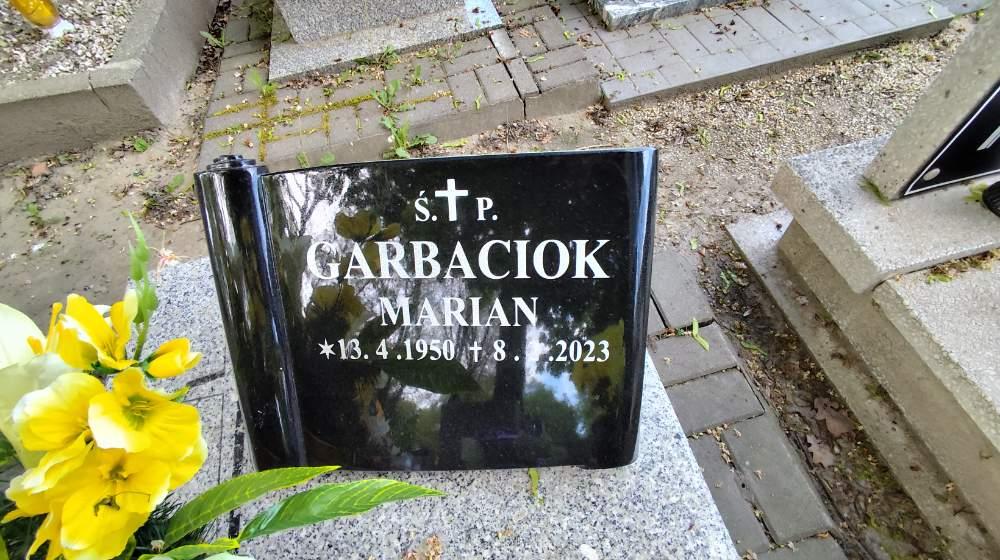 Ś.✝P.
GARBACIOK
MARIAN
✶13.4.1950 ✝8. .2023